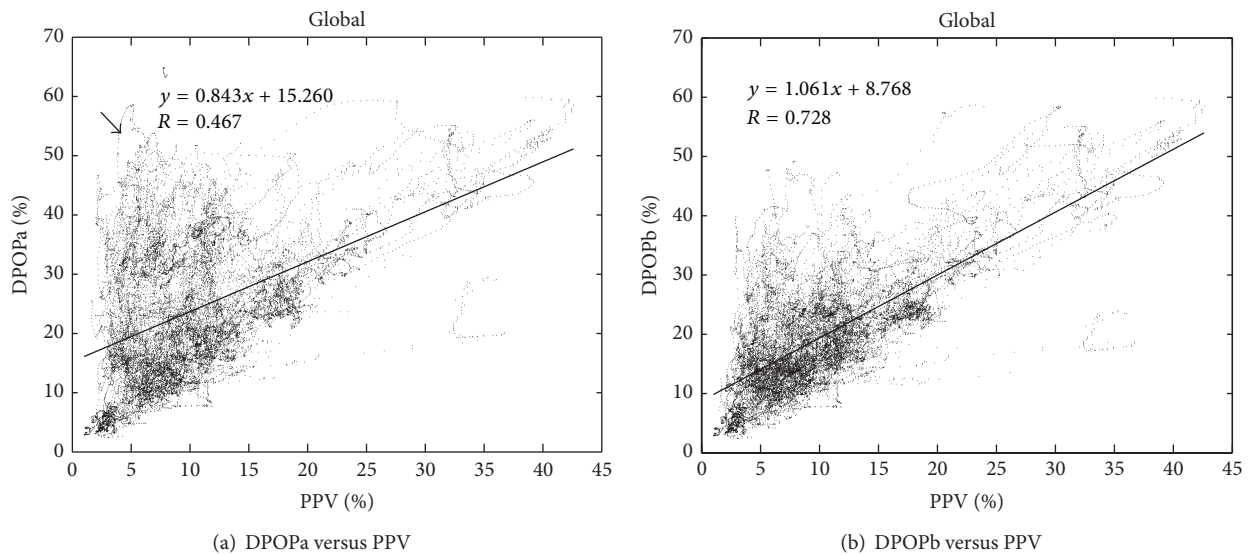 Global
y = 0.843x + 15.260
R = 0.467
70
60
50
40
30
20
10
0
DPOPa (%)
0 5 10 15 20 25 30 35 40 45
PPV (%)
(a) DPOPa versus PPV
Global
y = 1.061x + 8.768
R = 0.728
70
60
50
40
30
20
10
0
DPOPb (%)
0 5 10 15 20 25 30 35 40 45
PPV (%)
(b) DPOPb versus PPV